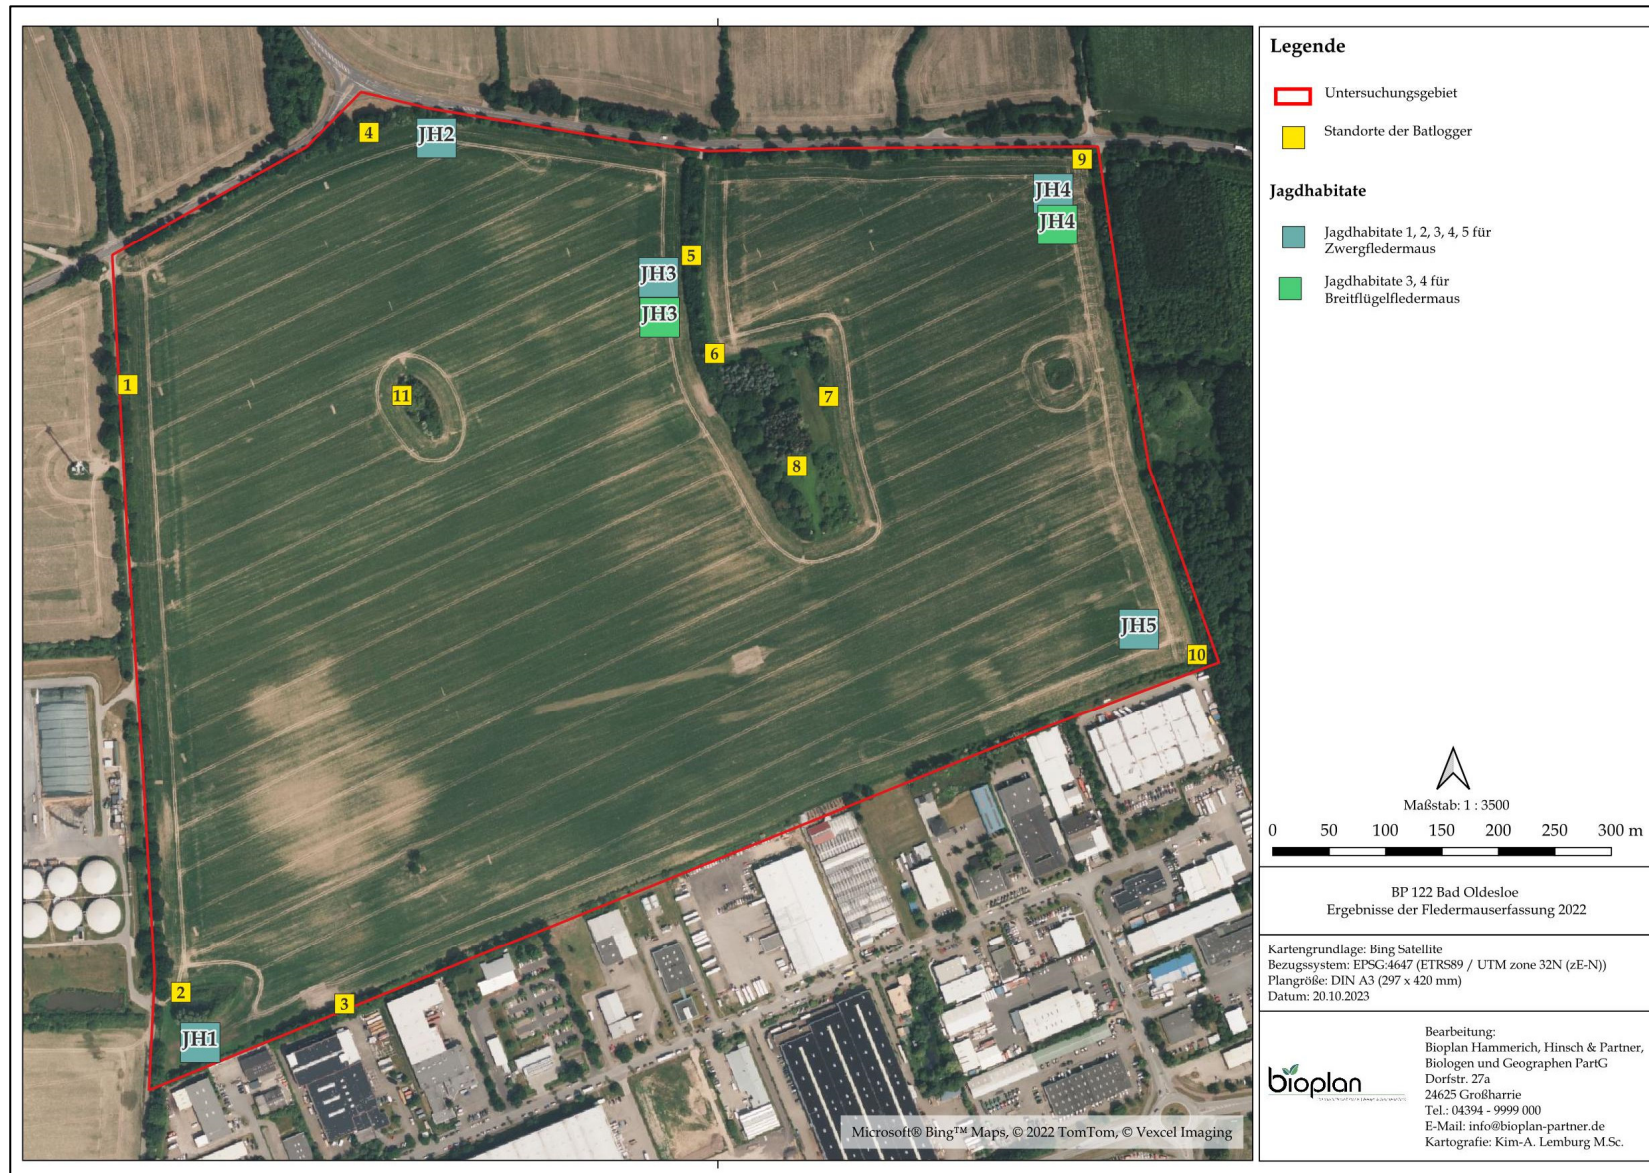 4
JH2
9
JH4
JH4
5
JH3
JH3
6
1
11
7
8
JH5
10
2
3
JH1
Microsoft® Bing™ Maps, © 2022 TomTom, © Vexcel Imaging
Legende
Untersuchungsgebiet
Standorte der Batlogger
Jagdhabitate
Jagdhabitate 1, 2, 3, 4, 5 für
Zwergfledermaus
Jagdhabitate 3, 4 für
Breitflügelfledermaus
Maßstab: 1 : 3500
0 50 100 150 200 250 300 m
BP 122 Bad Oldesloe
Ergebnisse der Fledermauserfassung 2022
Kartengrundlage: Bing Satellite
Bezugssystem: EPSG:4647 (ETRS89 / UTM zone 32N (zE-N))
Plangröße: DIN A3 (297 x 420 mm)
Datum: 20.10.2023
bioplan
Bearbeitung:
Bioplan Hammerich, Hinsch & Partner,
Biologen und Geographen PartG
Dorfstr. 27a
24625 Großharrie
Tel.: 04394 - 9999 000
E-Mail: info@bioplan-partner.de
Kartografie: Kim-A. Lemburg M.Sc.